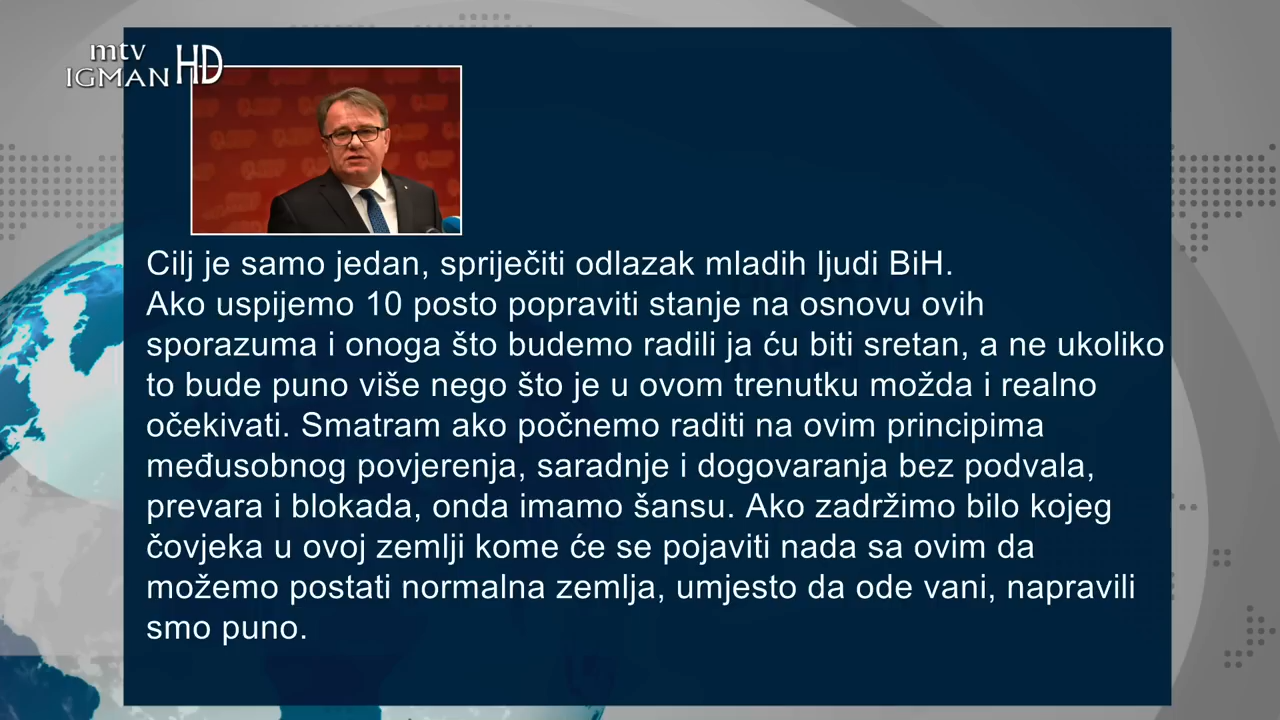 mtv
IGMAN HD
Cilj je samo jedan, spriječiti odlazak mladih ljudi BiH.
Ako uspijemo 10 posto popraviti stanje na osnovu ovih
sporazuma i onoga što budemo radili ja ću biti sretan, a ne ukoliko
to bude puno više nego što je u ovom trenutku možda i realno
očekivati. Smatram ako počnemo raditi na ovim principima
međusobnog povjerenja, saradnje i dogovaranja bez podvala,
prevara i blokada, onda imamo šansu. Ako zadržimo bilo kojeg
čovjeka u ovoj zemlji kome će se pojaviti nada sa ovim da
možemo postati normalna zemlja, umjesto da ode vani, napravili
smo puno.